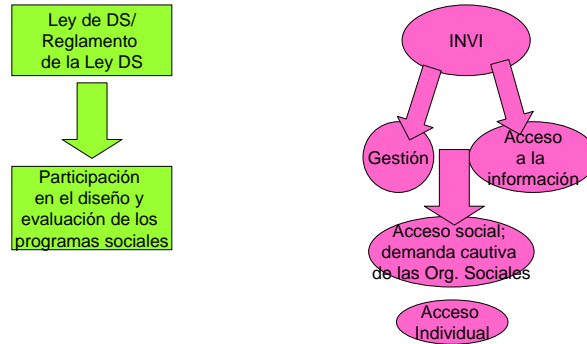 Ley de DS/
Reglamento
de la Ley DS
Participación
en el diseño y
evaluación de los
programas sociales
INVI
Gestión
Acceso
a la
información
Acceso social;
demanda cautiva
de las Org. Sociales
Acceso
Individual